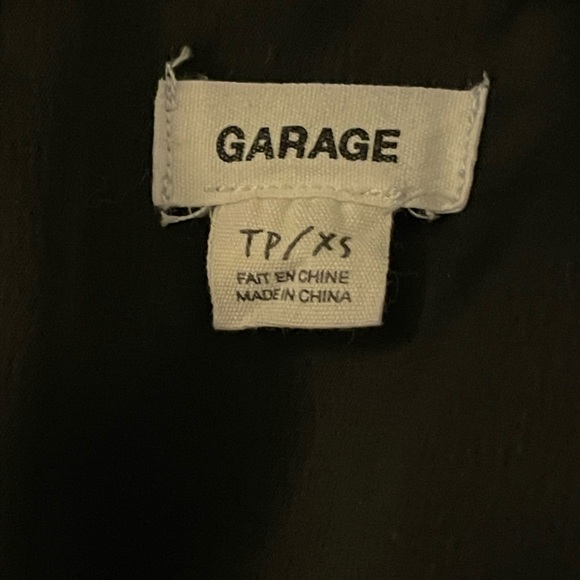 GARAGE
TP/XS
FAIT EN CHINE
MADE IN CHINA